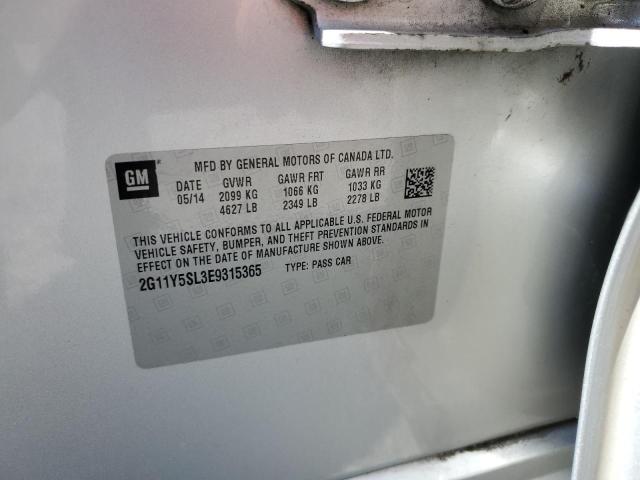 GM
MFD BY GENERAL MOTORS OF CANADA LTD.
DATE GVWR GAWR FRT GAWR RR
05/14 2099 KG 1066 KG 1033 KG
4627 LB 2349 LB 2278 LB
THIS VEHICLE CONFORMS TO ALL APPLICABLE U.S. FEDERAL MOTOR
VEHICLE SAFETY, BUMPER, AND THEFT PREVENTION STANDARDS IN
EFFECT ON THE DATE OF MANUFACTURE SHOWN ABOVE.
2G11Y5SL3E9315365 TYPE: PASS CAR